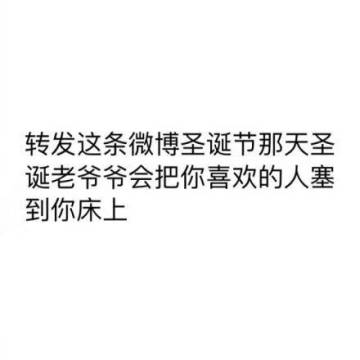 转发这条微博圣诞节那天圣
诞老爷爷会把你喜欢的人塞
到你床上